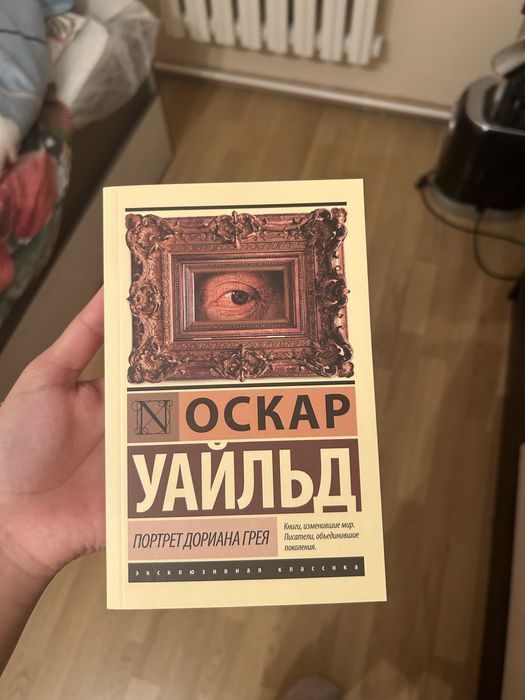 N ОСКАР
УАЙЛЬД
ПОРТРЕТ ДОРИАНА ГРЕЯ
Книги, изменившие мир.
Писатели, объединившие
поколения.
эксклюзивная классика